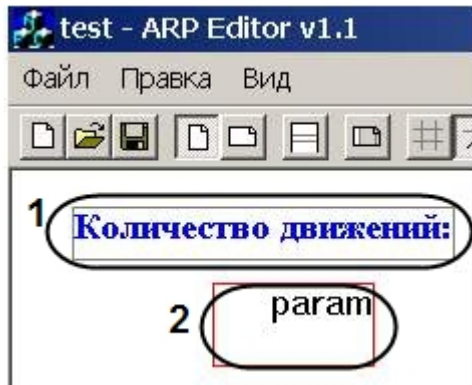 test - ARP Editor v1.1
Файл Правка Вид
1 Количество движений:
2 param